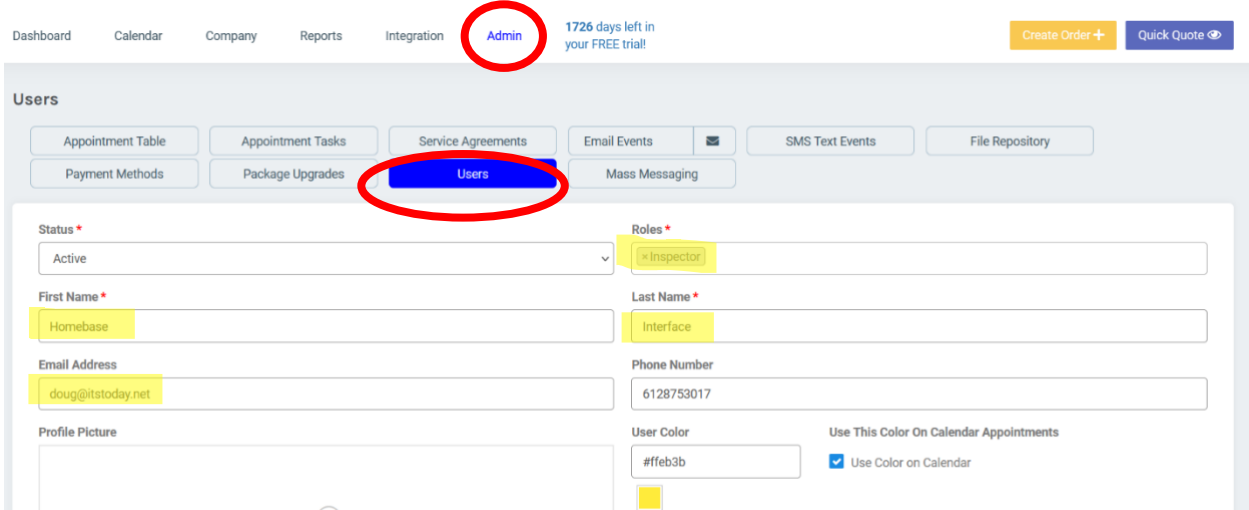 Dashboard Calendar Company Reports Integration Admin 1726 days left in
your FREE trial! Create Order + Quick Quote
Users
Appointment Table Appointment Tasks Service Agreements Email Events SMS Text Events File Repository
Payment Methods Package Upgrades Users Mass Messaging
Status * Roles *
Active × Inspector
First Name * Last Name *
Homebase Interface
Email Address Phone Number
doug@itstoday.net 6128753017
Profile Picture User Color Use This Color On Calendar Appointments
#ffeb3b Use Color on Calendar